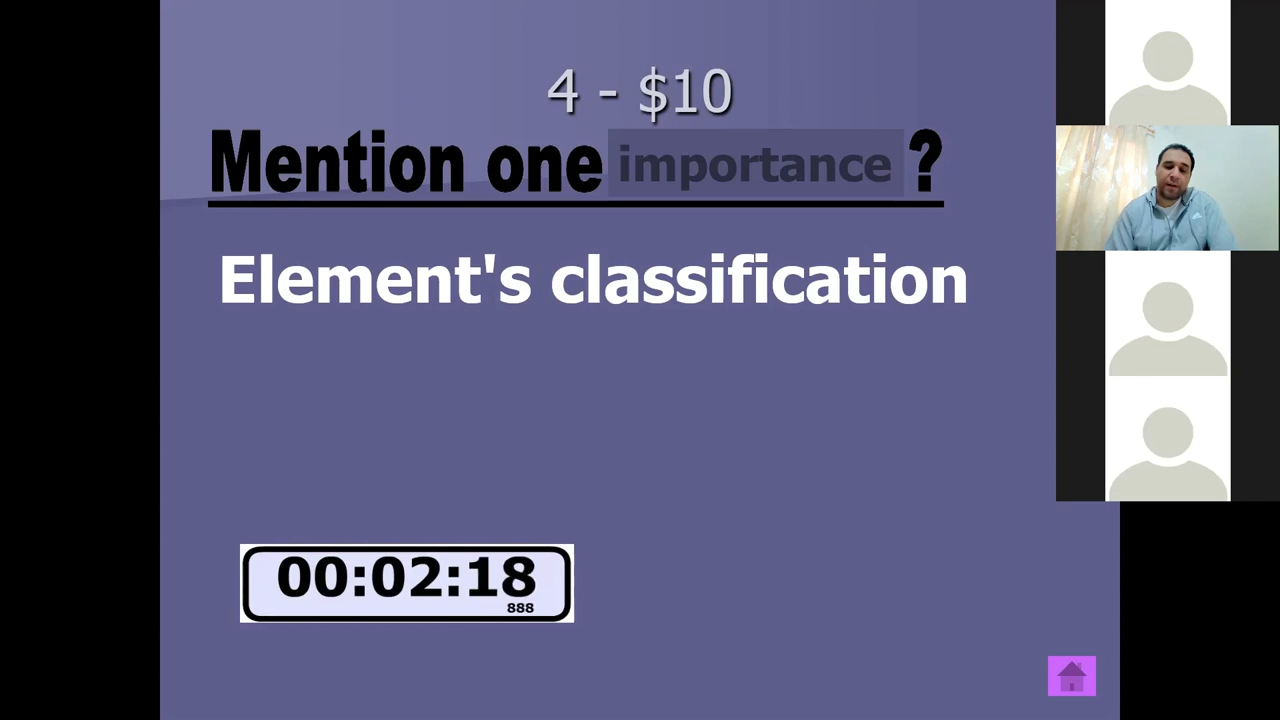 4 - $10
Mention one importance ?
Element's classification
00:02:18
888